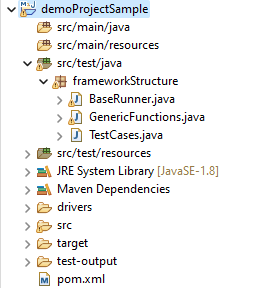 demoProjectSample
src/main/java
src/main/resources
src/test/java
frameworkStructure
BaseRunner.java
GenericFunctions.java
TestCases.java
src/test/resources
JRE System Library [JavaSE-1.8]
Maven Dependencies
drivers
src
target
test-output
pom.xml